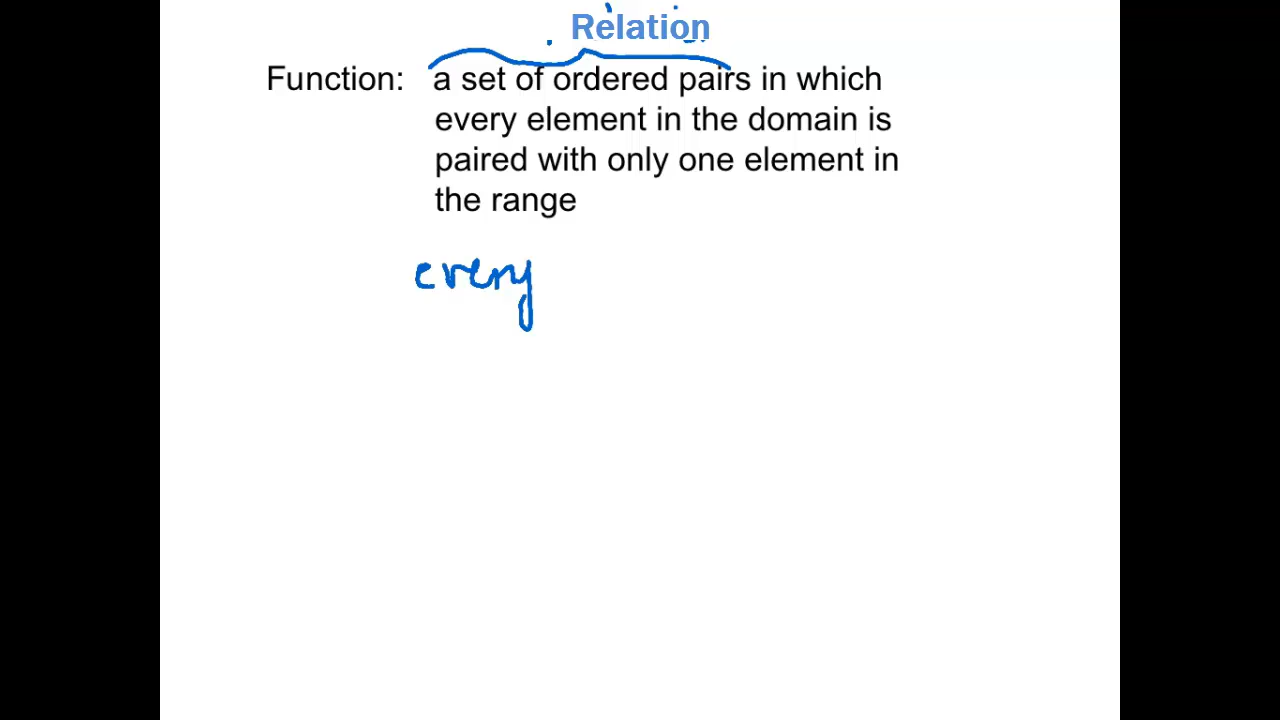 Relation
Function: a set of ordered pairs in which
every element in the domain is
paired with only one element in
the range
every